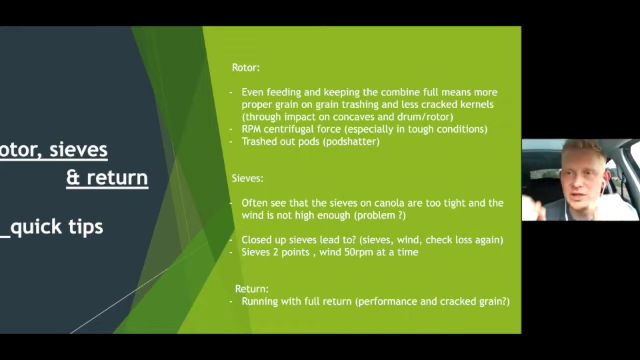 otor, sieves
& return
_quick tips
Rotor:
- Even feeding and keeping the combine full means more
proper grain on grain trashing and less cracked kernels
(through impact on concaves and drum/rotor)
- RPM centrifugal force (especially in tough conditions)
- Trashed out pods (podshatter)
Sieves:
- Often see that the sieves on canola are too tight and the
wind is not high enough (problem ?)
- Closed up sieves lead to? (sieves, wind, check loss again)
- Sieves 2 points , wind 50rpm at a time
Return:
- Running with full return (performance and cracked grain?)